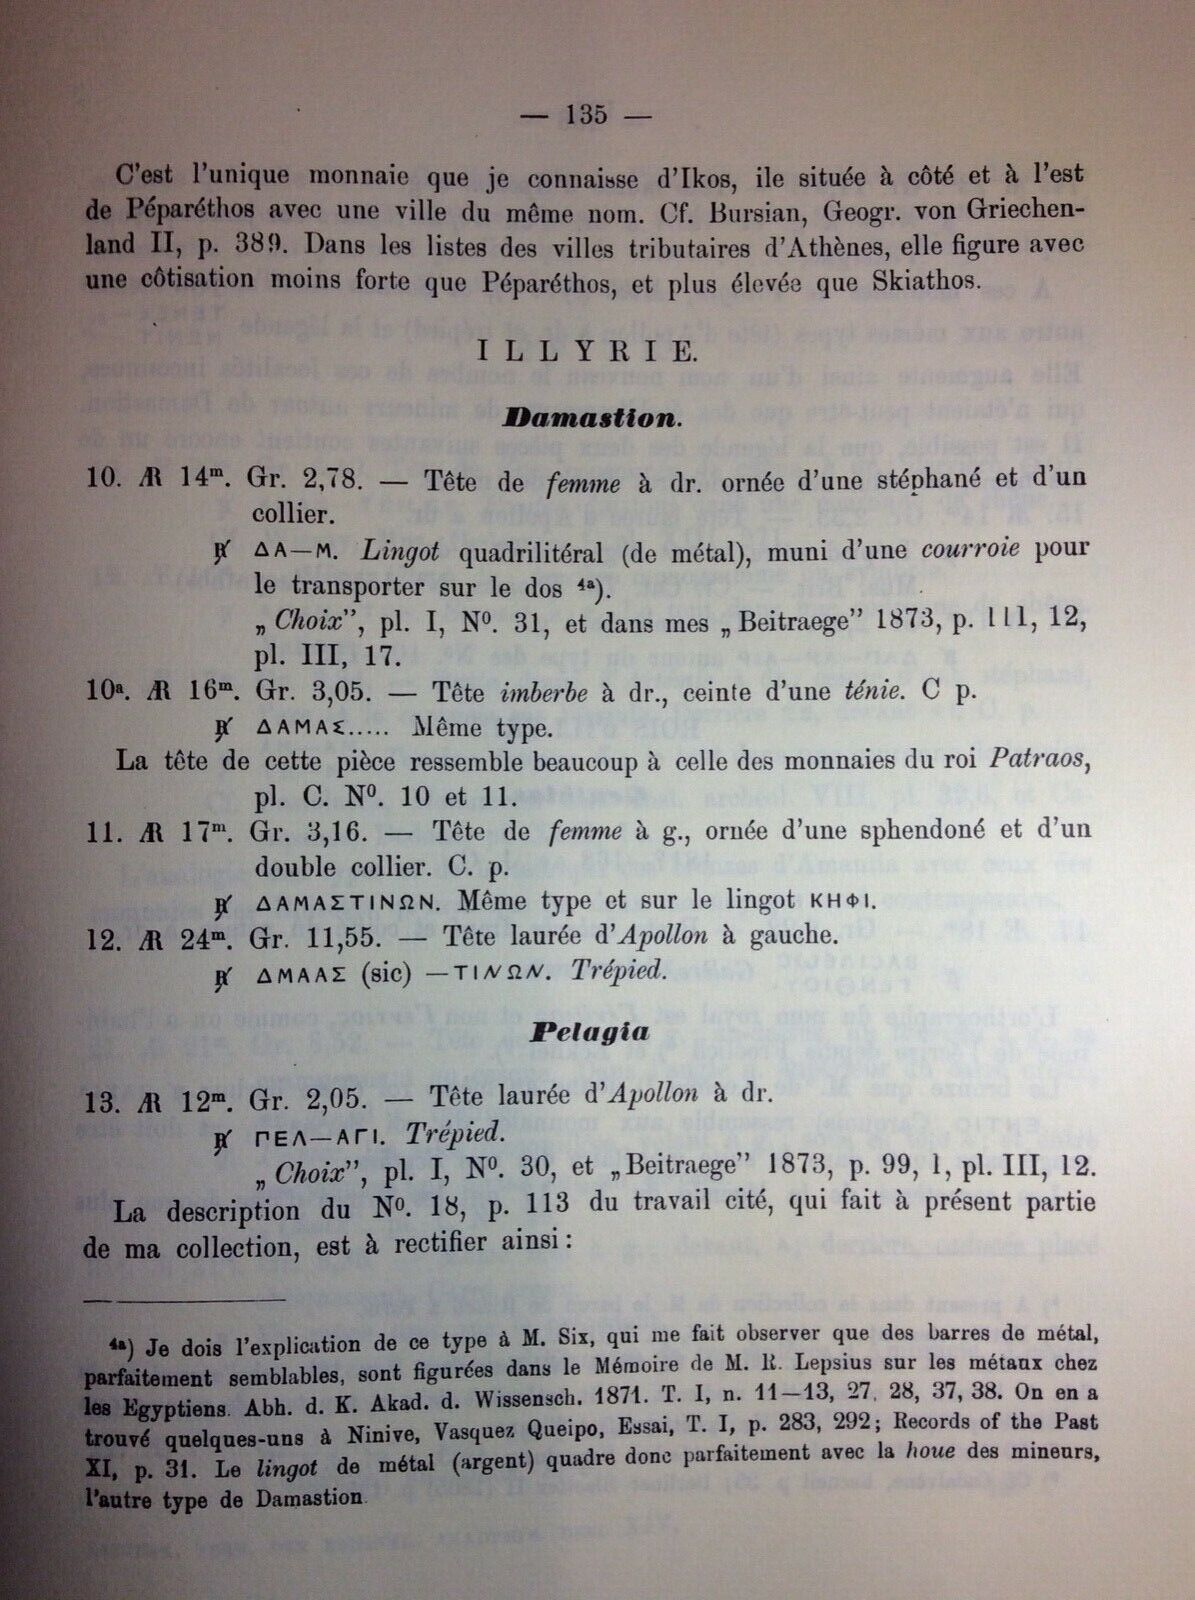 — 135 —
C'est l'unique monnaie que je connaisse d'Ikos, ile située à côté et à l'est
de Péparéthos avec une ville du même nom. Cf. Bursian, Geogr. von Griechen-
land II, p. 389. Dans les listes des villes tributaires d'Athènes, elle figure avec
une côtisation moins forte que Péparéthos, et plus élevée que Skiathos.
ILLYRIE.
Damastion.
10. ÆR 14ᵐ. Gr. 2,78. — Tête de femme à dr. ornée d'une stéphané et d'un
collier.
℟ ΔΑ—Μ. Lingot quadrilitéral (de métal), muni d'une courroie pour
le transporter sur le dos ⁴ᵃ).
„Choix”, pl. I, Nº. 31, et dans mes „Beitraege” 1873, p. 111, 12,
pl. III, 17.
10ᵃ. ÆR 16ᵐ. Gr. 3,05. — Tête imberbe à dr., ceinte d'une ténie. C p.
℟ ΔΑΜΑΣ..... Même type.
La tête de cette pièce ressemble beaucoup à celle des monnaies du roi Patraos,
pl. C. Nº. 10 et 11.
11. ÆR 17ᵐ. Gr. 3,16. — Tête de femme à g., ornée d'une sphendoné et d'un
double collier. C. p.
℟ ΔΑΜΑΣΤΙΝΩΝ. Même type et sur le lingot ΚΗΦΙ.
12. ÆR 24ᵐ. Gr. 11,55. — Tête laurée d'Apollon à gauche.
℟ ΔΜΑΑΣ (sic) —ΤΙΝΩΝ. Trépied.
Pelagia
13. ÆR 12ᵐ. Gr. 2,05. — Tête laurée d'Apollon à dr.
℟ ΓΕΛ—ΑΓΙ. Trépied.
„Choix”, pl. I, Nº. 30, et „Beitraege” 1873, p. 99, 1, pl. III, 12.
La description du Nº. 18, p. 113 du travail cité, qui fait à présent partie
de ma collection, est à rectifier ainsi:
⁴ᵃ) Je dois l'explication de ce type à M. Six, qui me fait observer que des barres de métal,
parfaitement semblables, sont figurées dans le Mémoire de M. R. Lepsius sur les métaux chez
les Egyptiens. Abh. d. K. Akad. d. Wissensch. 1871. T. I, n. 11—13, 27, 28, 37, 38. On en a
trouvé quelques-uns à Ninive, Vasquez Queipo, Essai, T. I, p. 283, 292; Records of the Past
XI, p. 31. Le lingot de métal (argent) quadre donc parfaitement avec la houe des mineurs,
l'autre type de Damastion.